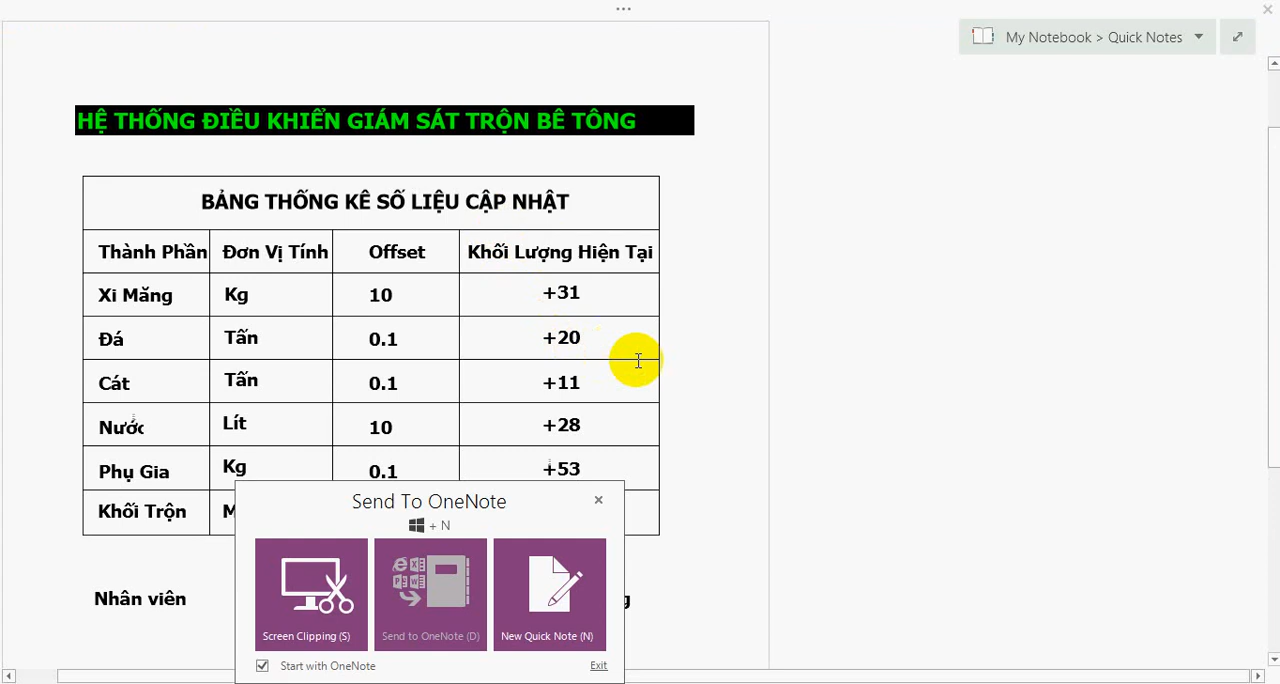 ...
My Notebook > Quick Notes
HỆ THỐNG ĐIỀU KHIỂN GIÁM SÁT TRỘN BÊ TÔNG
BẢNG THỐNG KÊ SỐ LIỆU CẬP NHẬT
Thành Phần Đơn Vị Tính Offset Khối Lượng Hiện Tại
Xi Măng Kg 10 +31
Đá Tấn 0.1 +20
Cát Tấn 0.1 +11
Nước Lít 10 +28
Phụ Gia Kg 0.1 +53
Khối Trộn
Send To OneNote
+ N
Screen Clipping (S) Send to OneNote (D) New Quick Note (N)
Start with OneNote Exit
Nhân viên